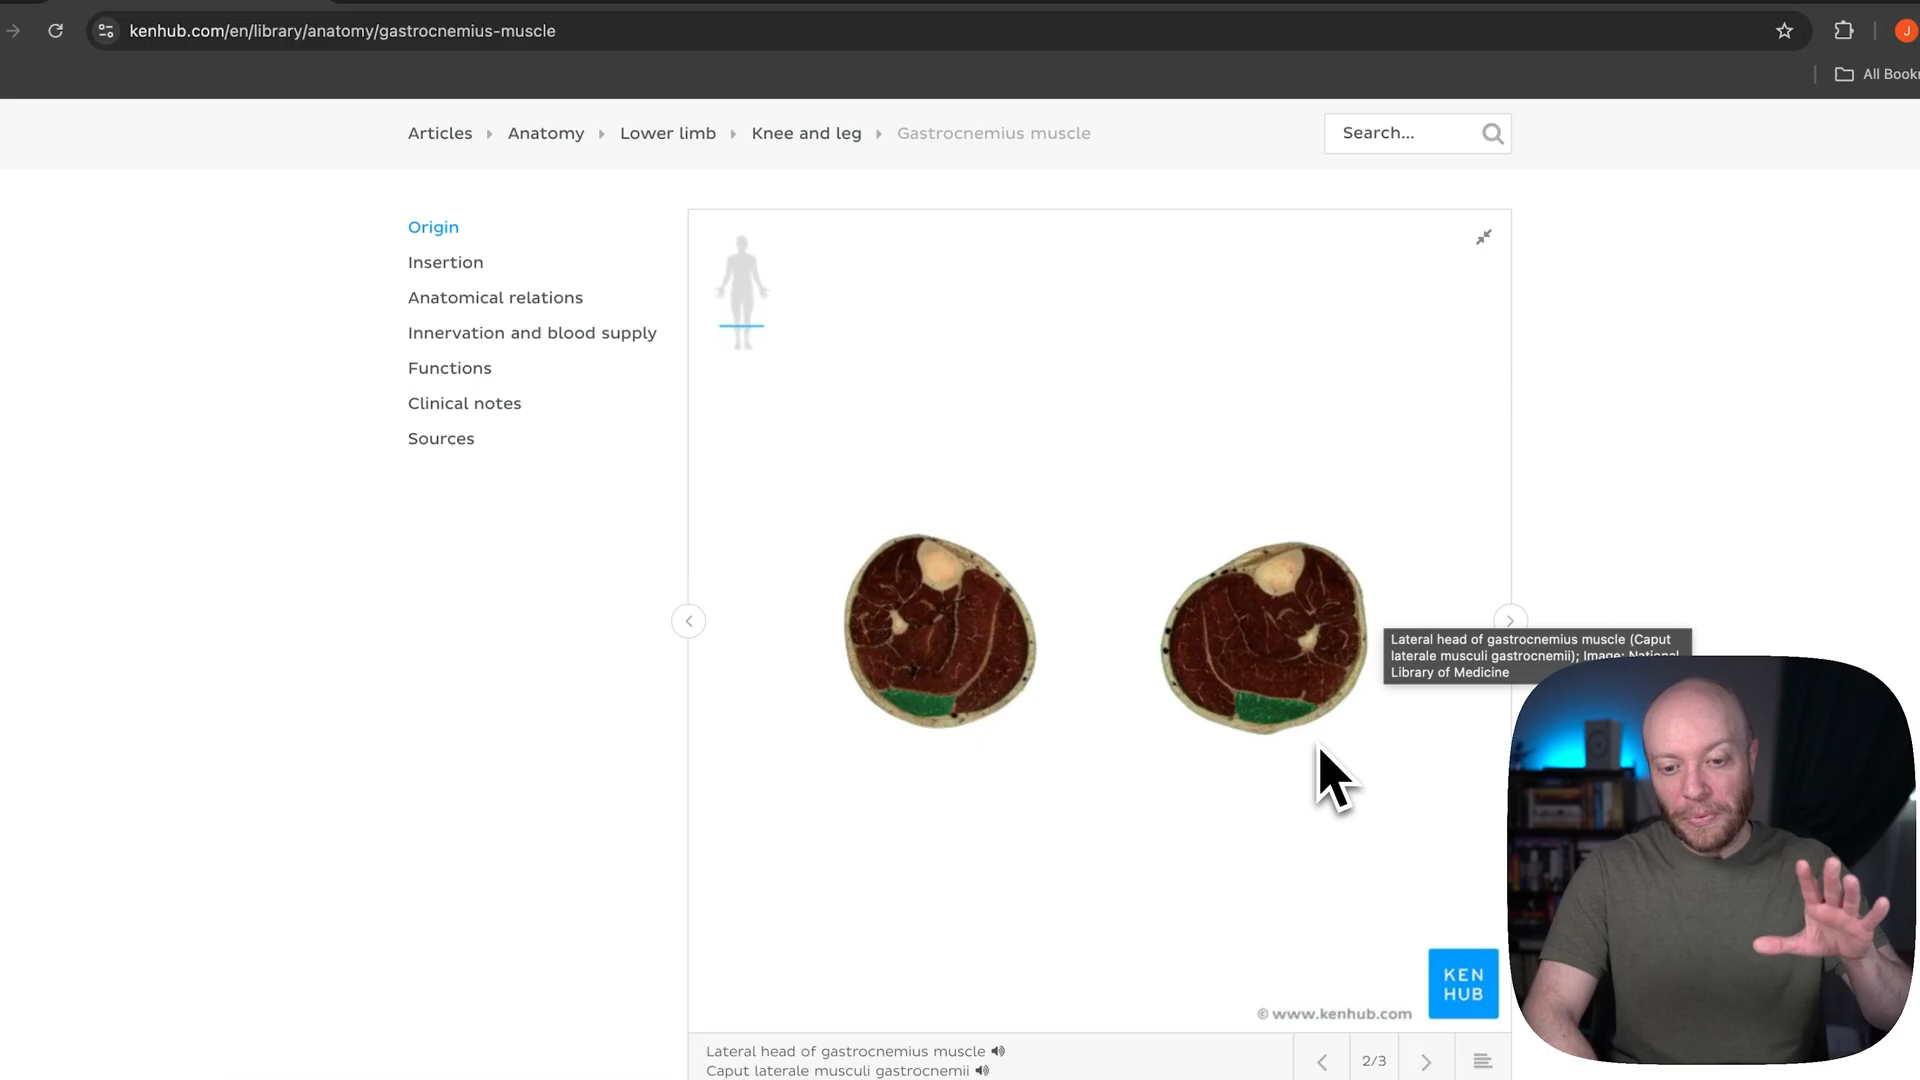 kenhub.com/en/library/anatomy/gastrocnemius-muscle
J
All Bookr
Articles Anatomy Lower limb Knee and leg Gastrocnemius muscle
Search...
Origin
Insertion
Anatomical relations
Innervation and blood supply
Functions
Clinical notes
Sources
Lateral head of gastrocnemius muscle (Caput
laterale musculi gastrocnemii); Image: National
Library of Medicine
KEN
HUB
© www.kenhub.com
Lateral head of gastrocnemius muscle
Caput laterale musculi gastrocnemii
2/3